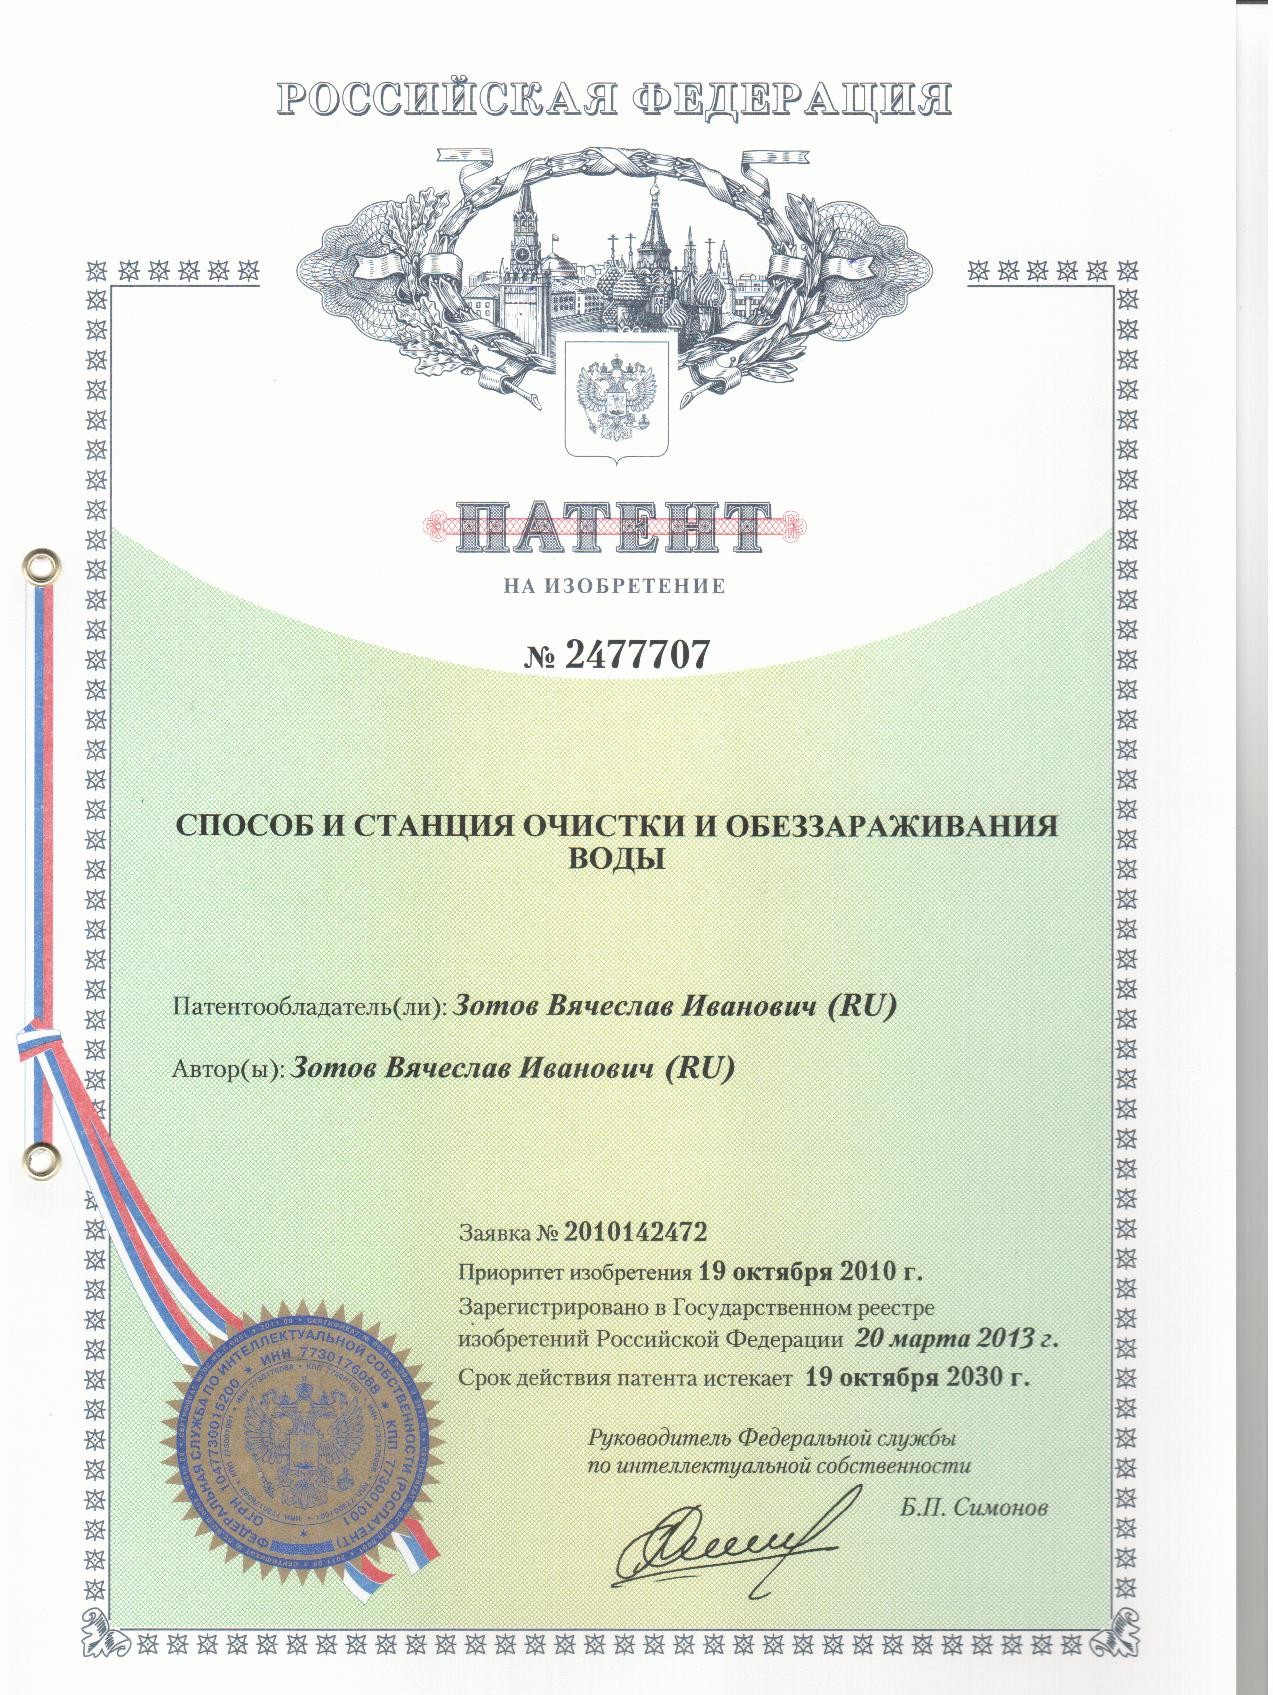 РОССИЙСКАЯ ФЕДЕРАЦИЯ
ПАТЕНТ
НА ИЗОБРЕТЕНИЕ
№ 2477707
СПОСОБ И СТАНЦИЯ ОЧИСТКИ И ОБЕЗЗАРАЖИВАНИЯ
ВОДЫ
Патентообладатель(ли): Зотов Вячеслав Иванович (RU)
Автор(ы): Зотов Вячеслав Иванович (RU)
Заявка № 2010142472
Приоритет изобретения 19 октября 2010 г.
Зарегистрировано в Государственном реестре
изобретений Российской Федерации 20 марта 2013 г.
Срок действия патента истекает 19 октября 2030 г.
Руководитель Федеральной службы
по интеллектуальной собственности
Б.П. Симонов
ФЕДЕРАЛЬНАЯ СЛУЖБА ПО ИНТЕЛЛЕКТУАЛЬНОЙ СОБСТВЕННОСТИ (РОСПАТЕНТ)
ОГРН 1047730015200 * ИНН 7730176088 * КПП 773001001